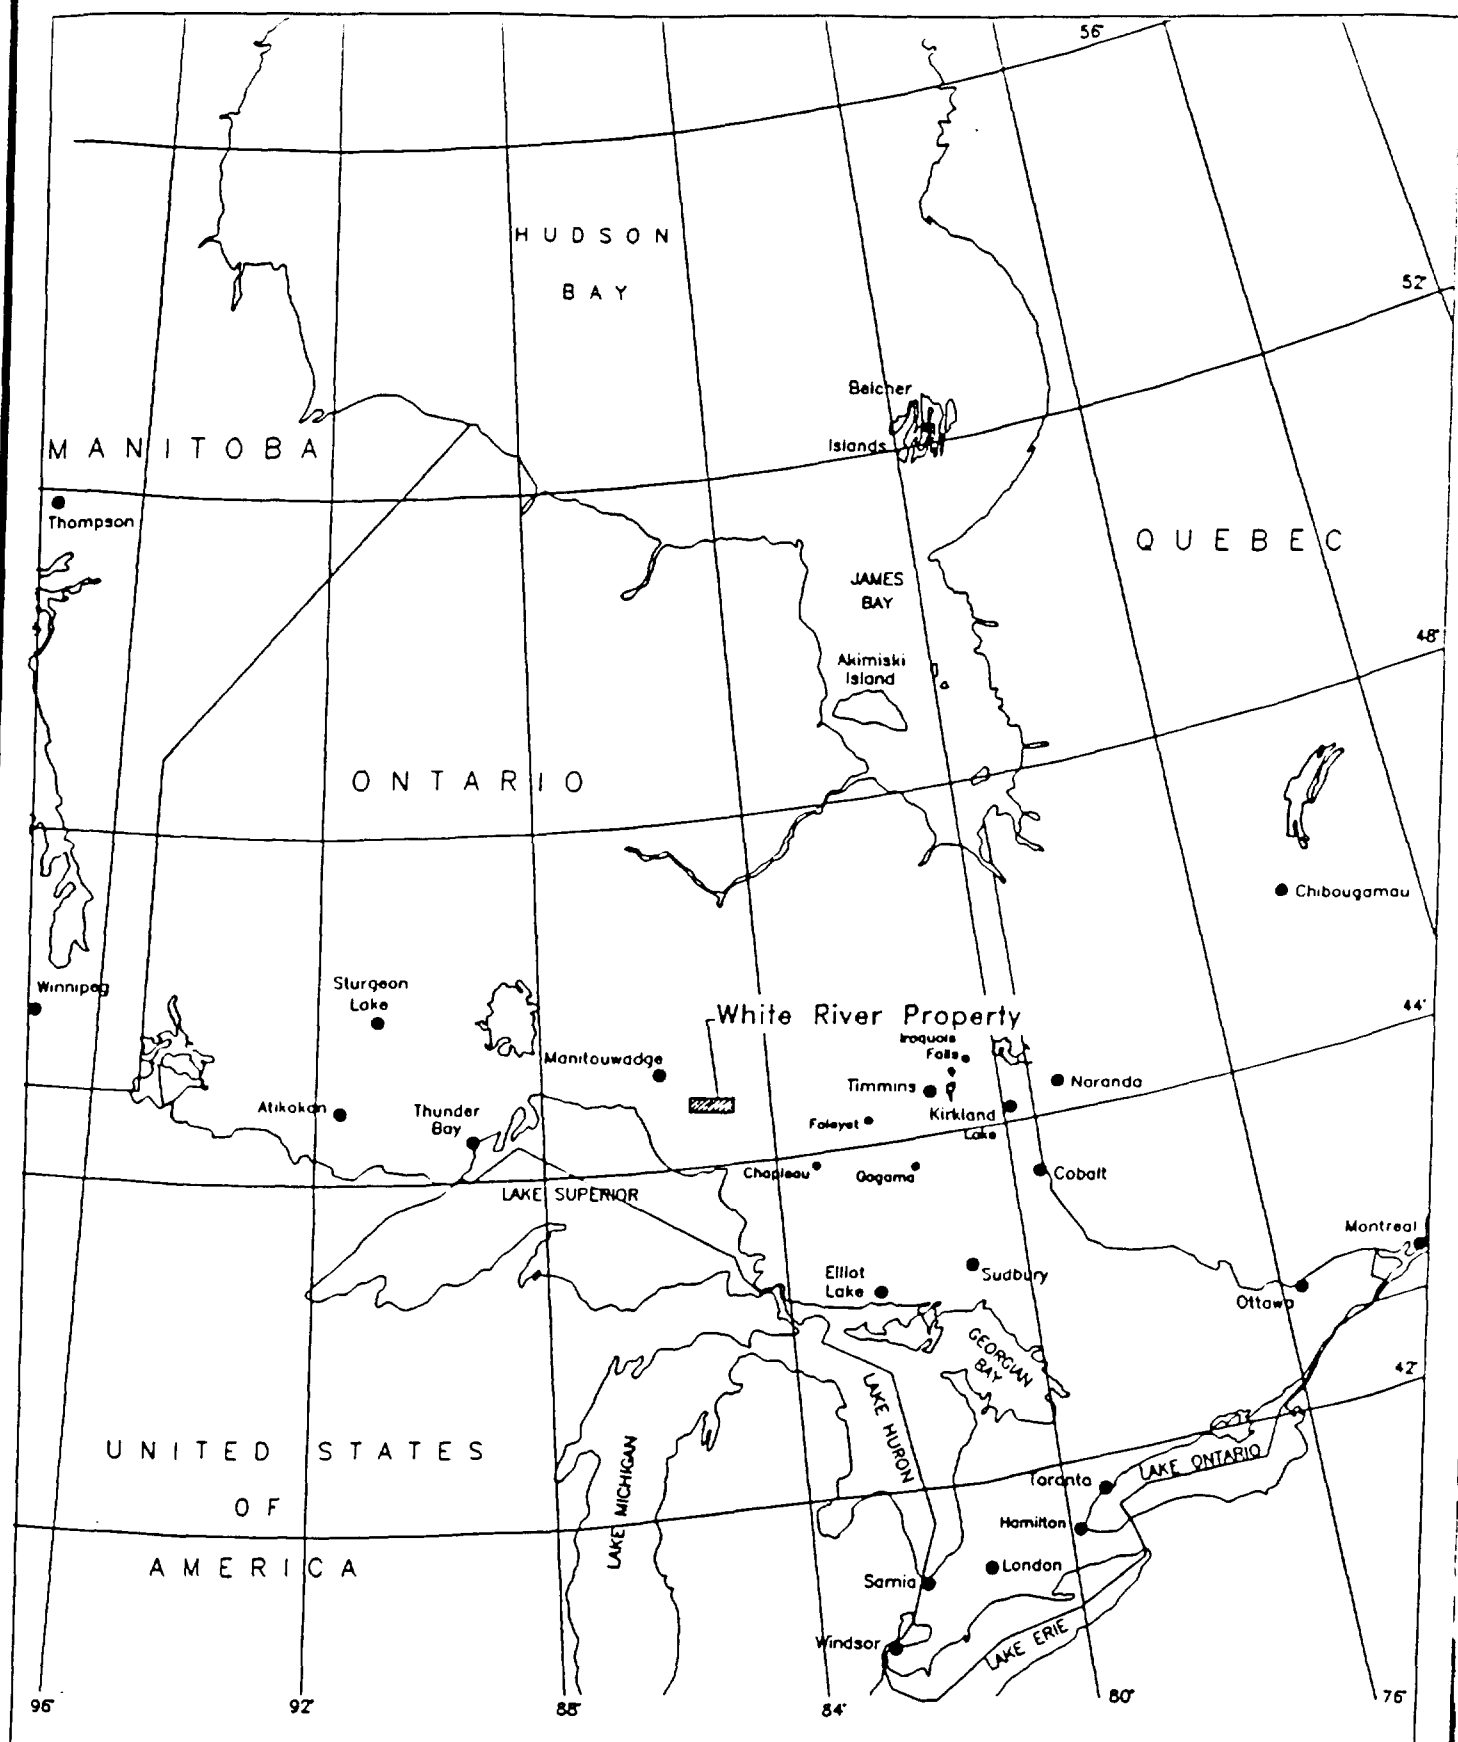 56°
HUDSON
BAY
52°
Belcher
Islands
MANITOBA
Thompson
QUEBEC
JAMES
BAY
48°
Akimiski
Island
ONTARIO
Chibougamau
Winnipeg
Sturgeon
Lake
44°
White River Property
Iroquois
Falls
Manitouwadge
Timmins
Noranda
Atikokan
Thunder
Bay
Foleyet
Kirkland
Lake
Chapleau
Gogama
Cobalt
LAKE SUPERIOR
Montreal
Elliot
Lake
Sudbury
Ottawa
GEORGIAN
BAY
42°
LAKE HURON
UNITED STATES
OF
AMERICA
LAKE MICHIGAN
Toronto
LAKE ONTARIO
Hamilton
London
Sarnia
Windsor
LAKE ERIE
96°
92°
88°
84°
80°
76°